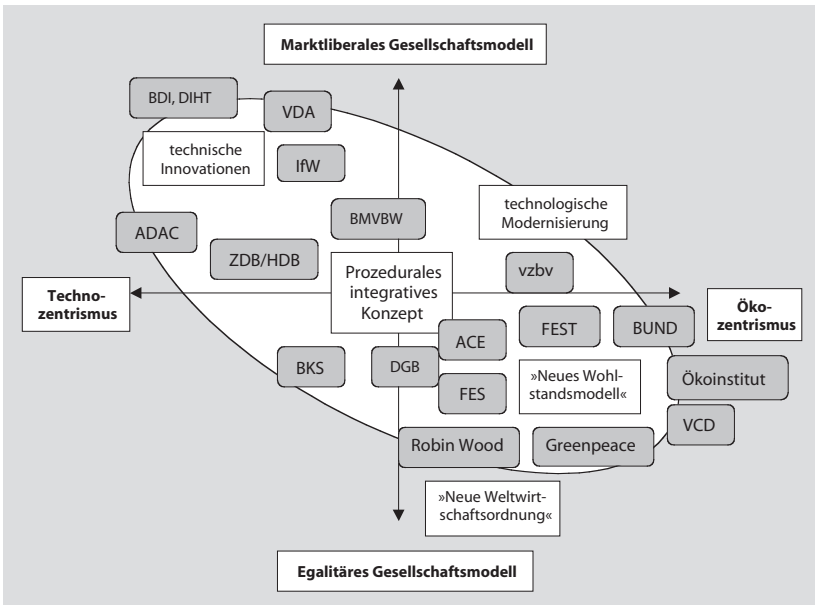 Marktliberales Gesellschaftsmodell
BDI, DIHT
VDA
technische
Innovationen
IfW
technologische
Modernisierung
BMVBW
ADAC
ZDB/HDB
Prozedurales
integratives
Konzept
vzbv
Techno-
zentrismus
Öko-
zentrismus
ACE
FEST
BUND
BKS
DGB
»Neues Wohl-
standsmodell«
Ökoinstitut
FES
VCD
Robin Wood
Greenpeace
»Neue Weltwirt-
schaftsordnung«
Egalitäres Gesellschaftsmodell